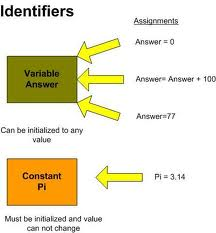 Identifiers
Assignments
Answer = 0
Variable
Answer
Answer= Answer + 100
Answer=77
Can be initialized to any
value
Constant
Pi
Pi = 3.14
Must be initialized and value
can not change